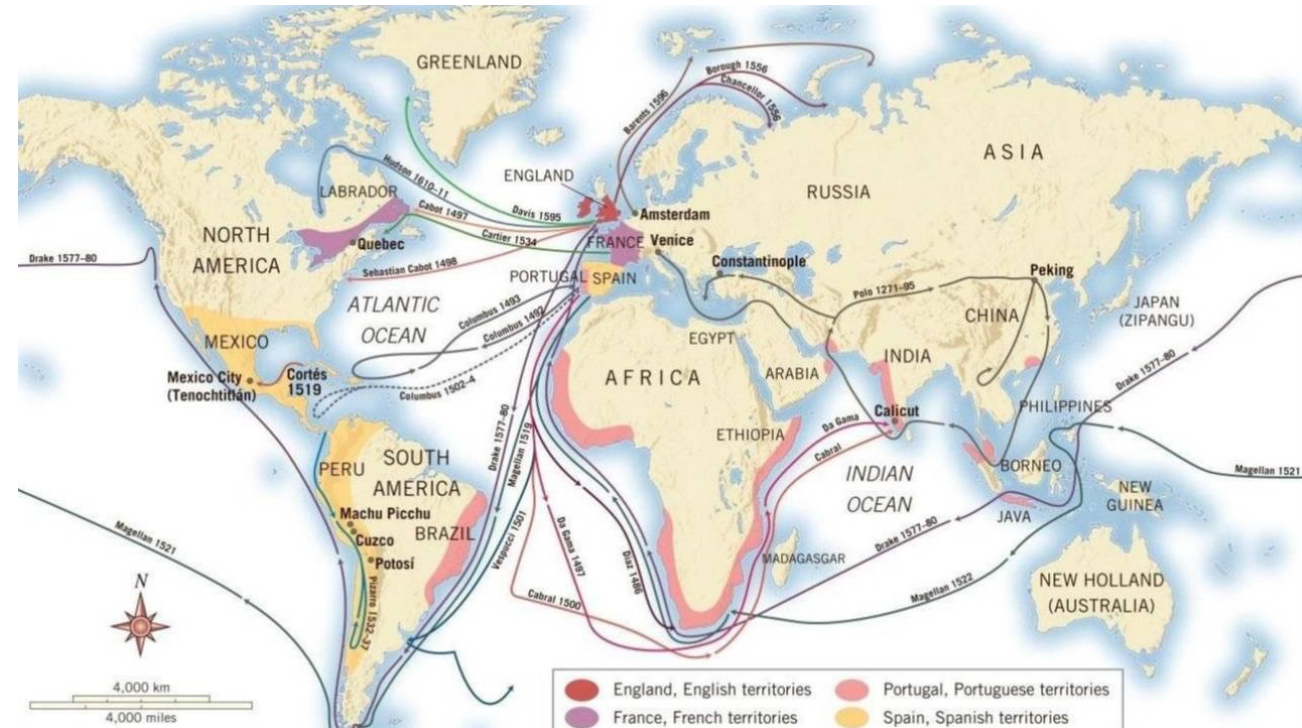 GREENLAND
ASIA
RUSSIA
ENGLAND
Barents 1596
Borough 1556
Chancellor 1556
Hudson 1610-11
LABRADOR
Davis 1595
Cabot 1497
Cartier 1534
Amsterdam
FRANCE
Venice
Quebec
NORTH
AMERICA
Drake 1577-80
Sebastian Cabot 1498
PORTUGAL
SPAIN
Constantinople
Polo 1271-95
Peking
ATLANTIC
OCEAN
Columbus 1493
Columbus 1492
Columbus 1502-4
CHINA
JAPAN
(ZIPANGU)
MEXICO
Mexico City
(Tenochtitlán)
Cortés
1519
EGYPT
AFRICA
ARABIA
INDIA
Calicut
PHILIPPINES
Drake 1577-80
ETHIOPIA
Da Gama
Cabral
INDIAN
OCEAN
BORNEO
JAVA
NEW
GUINEA
Magellan 1521
PERU
SOUTH
AMERICA
BRAZIL
Machu Picchu
Cuzco
Potosí
Pizarro 1532-37
Drake 1577-80
Magellan 1519
Vespucci 1501
Da Gama 1497
Diaz 1486
Cabral 1500
MADAGASCAR
Drake 1577-80
Magellan 1522
NEW HOLLAND
(AUSTRALIA)
Magellan 1521
N
4,000 km
4,000 miles
England, English territories
Portugal, Portuguese territories
France, French territories
Spain, Spanish territories